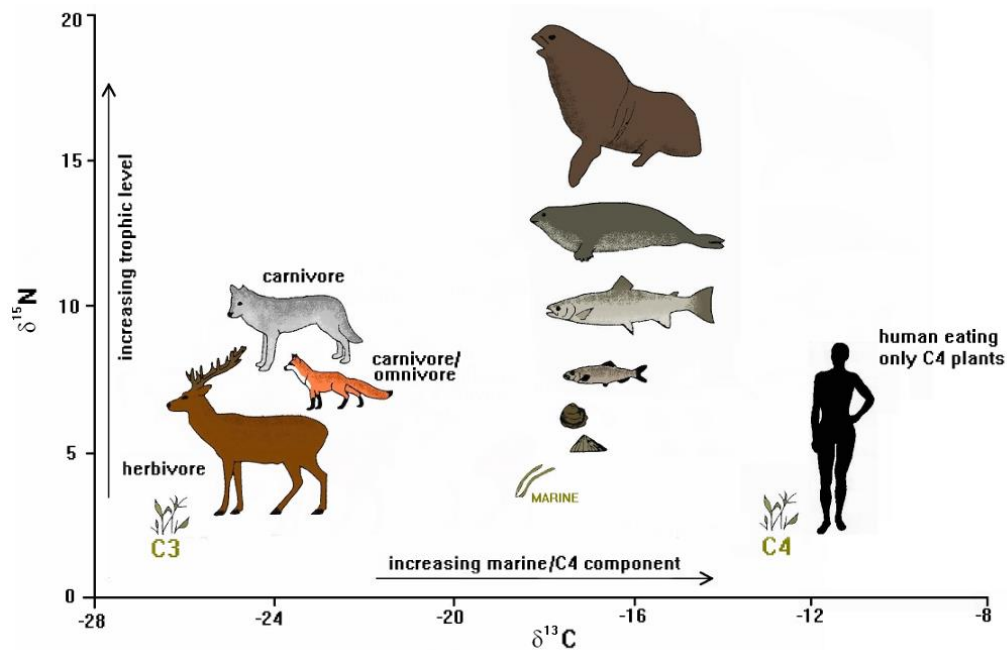 20
15
10
5
0
δ15N
increasing trophic level
carnivore
carnivore/
omnivore
herbivore
C3
MARINE
human eating
only C4 plants
C4
increasing marine/C4 component
-28
-24
-20
-16
-12
-8
δ13C